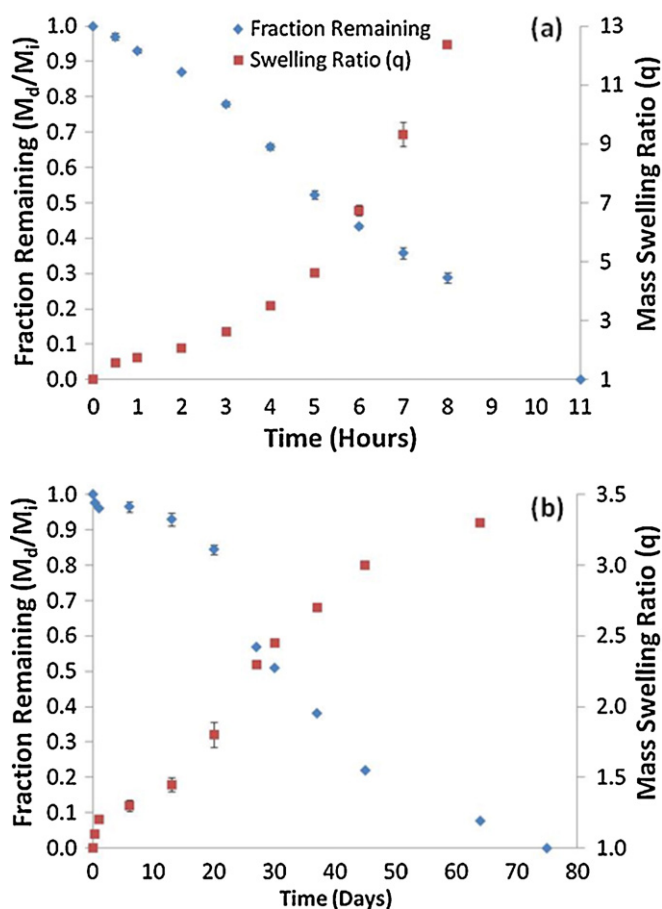 Fraction Remaining
Swelling Ratio (q)
(a)
Fraction Remaining (M_d/M_i)
1.0
0.9
0.8
0.7
0.6
0.5
0.4
0.3
0.2
0.1
0.0
13
11
9
7
5
3
1
Mass Swelling Ratio (q)
0 1 2 3 4 5 6 7 8 9 10 11
Time (Hours)
(b)
Fraction Remaining (M_d/M_i)
1.0
0.9
0.8
0.7
0.6
0.5
0.4
0.3
0.2
0.1
0.0
3.5
3.0
2.5
2.0
1.5
1.0
Mass Swelling Ratio (q)
0 10 20 30 40 50 60 70 80
Time (Days)